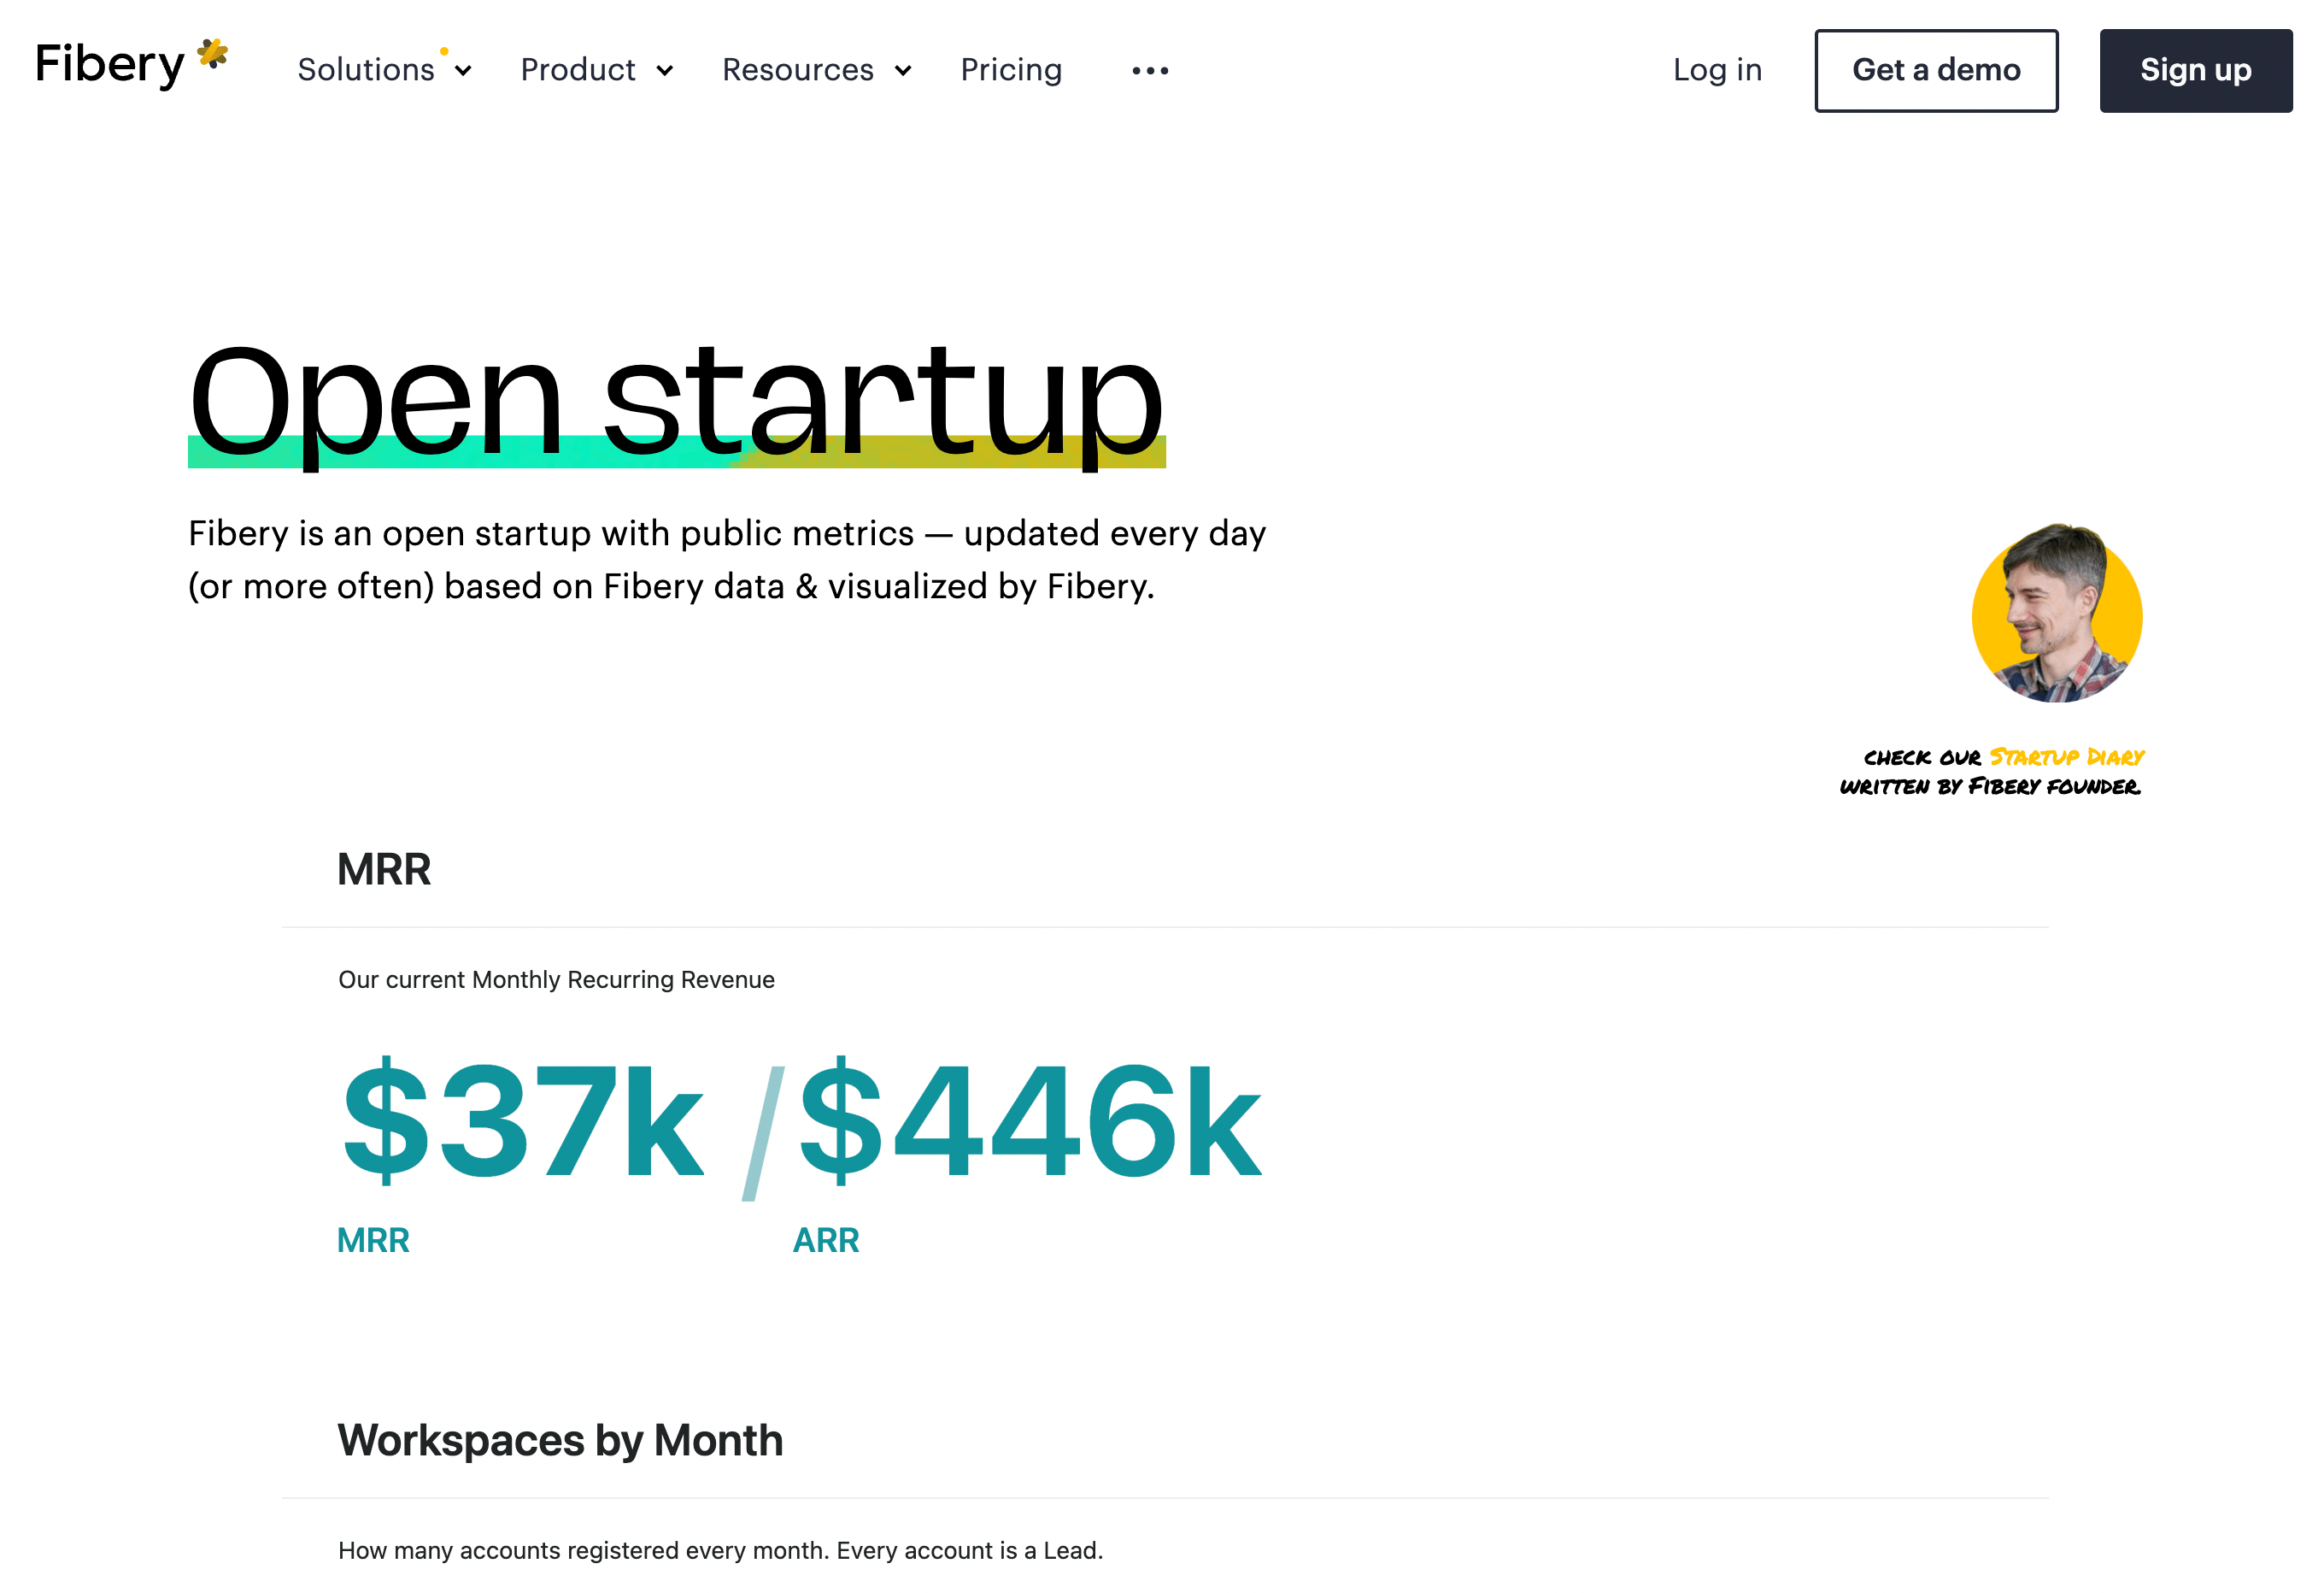 Fibery
Solutions
Product
Resources
Pricing
Log in
Get a demo
Sign up
Open startup
Fibery is an open startup with public metrics — updated every day
(or more often) based on Fibery data & visualized by Fibery.
check our Startup Diary
written by Fibery founder.
MRR
Our current Monthly Recurring Revenue
$37k / $446k
MRR ARR
Workspaces by Month
How many accounts registered every month. Every account is a Lead.